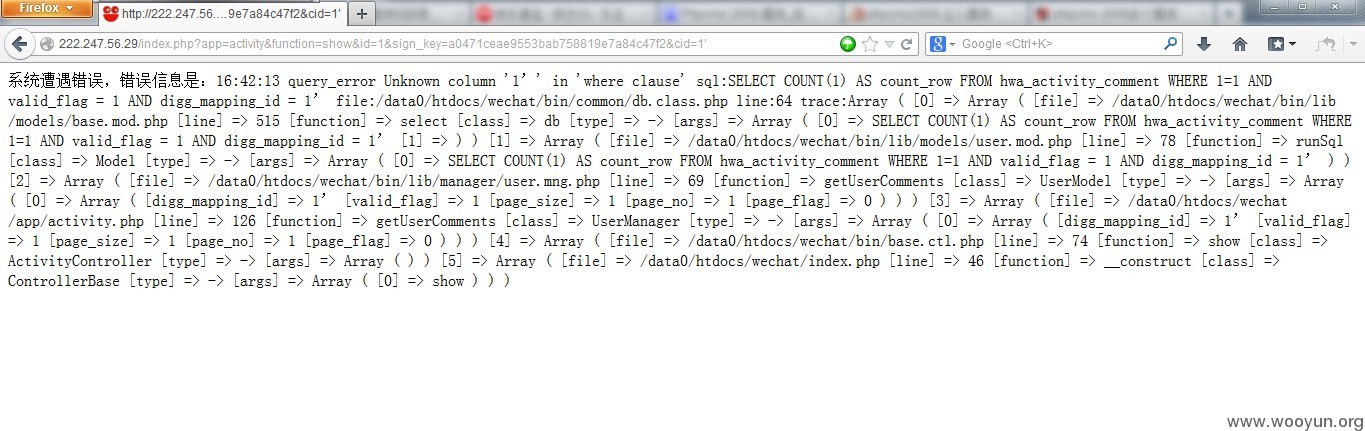 Firefox
http://222.247.56.…9e7a84c47f2&cid=1’
222.247.56.29/index.php?app=activity&function=show&id=1&sign_key=a0471ceae9553bab758819e7a84c47f2&cid=1’
Google <Ctrl+K>
系统遭遇错误，错误信息是：16:42:13 query_error Unknown column '1’' in 'where clause' sql:SELECT COUNT(1) AS count_row FROM hwa_activity_comment WHERE 1=1 AND
valid_flag = 1 AND digg_mapping_id = 1’ file:/data0/htdocs/wechat/bin/common/db.class.php line:64 trace:Array ( [0] => Array ( [file] => /data0/htdocs/wechat/bin/lib
/models/base.mod.php [line] => 515 [function] => select [class] => db [type] => -> [args] => Array ( [0] => SELECT COUNT(1) AS count_row FROM hwa_activity_comment WHERE
1=1 AND valid_flag = 1 AND digg_mapping_id = 1’ [1] => ) ) [1] => Array ( [file] => /data0/htdocs/wechat/bin/lib/models/user.mod.php [line] => 78 [function] => runSql
[class] => Model [type] => -> [args] => Array ( [0] => SELECT COUNT(1) AS count_row FROM hwa_activity_comment WHERE 1=1 AND valid_flag = 1 AND digg_mapping_id = 1’ ) )
[2] => Array ( [file] => /data0/htdocs/wechat/bin/lib/manager/user.mng.php [line] => 69 [function] => getUserComments [class] => UserModel [type] => -> [args] => Array
( [0] => Array ( [digg_mapping_id] => 1’ [valid_flag] => 1 [page_size] => 1 [page_no] => 1 [page_flag] => 0 ) ) ) [3] => Array ( [file] => /data0/htdocs/wechat
/app/activity.php [line] => 126 [function] => getUserComments [class] => UserManager [type] => -> [args] => Array ( [0] => Array ( [digg_mapping_id] => 1’ [valid_flag]
=> 1 [page_size] => 1 [page_no] => 1 [page_flag] => 0 ) ) ) [4] => Array ( [file] => /data0/htdocs/wechat/bin/base.ctl.php [line] => 74 [function] => show [class] =>
ActivityController [type] => -> [args] => Array ( ) ) [5] => Array ( [file] => /data0/htdocs/wechat/index.php [line] => 46 [function] => __construct [class] =>
ControllerBase [type] => -> [args] => Array ( [0] => show ) ) )
www.wooyun.org